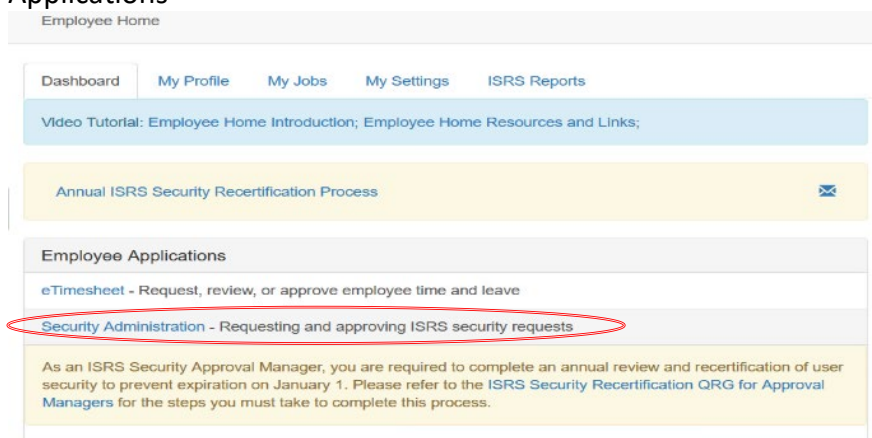 Applications
Employee Home
Dashboard My Profile My Jobs My Settings ISRS Reports
Video Tutorial: Employee Home Introduction; Employee Home Resources and Links;
Annual ISRS Security Recertification Process
Employee Applications
eTimesheet - Request, review, or approve employee time and leave
Security Administration - Requesting and approving ISRS security requests
As an ISRS Security Approval Manager, you are required to complete an annual review and recertification of user
security to prevent expiration on January 1. Please refer to the ISRS Security Recertification QRG for Approval
Managers for the steps you must take to complete this process.